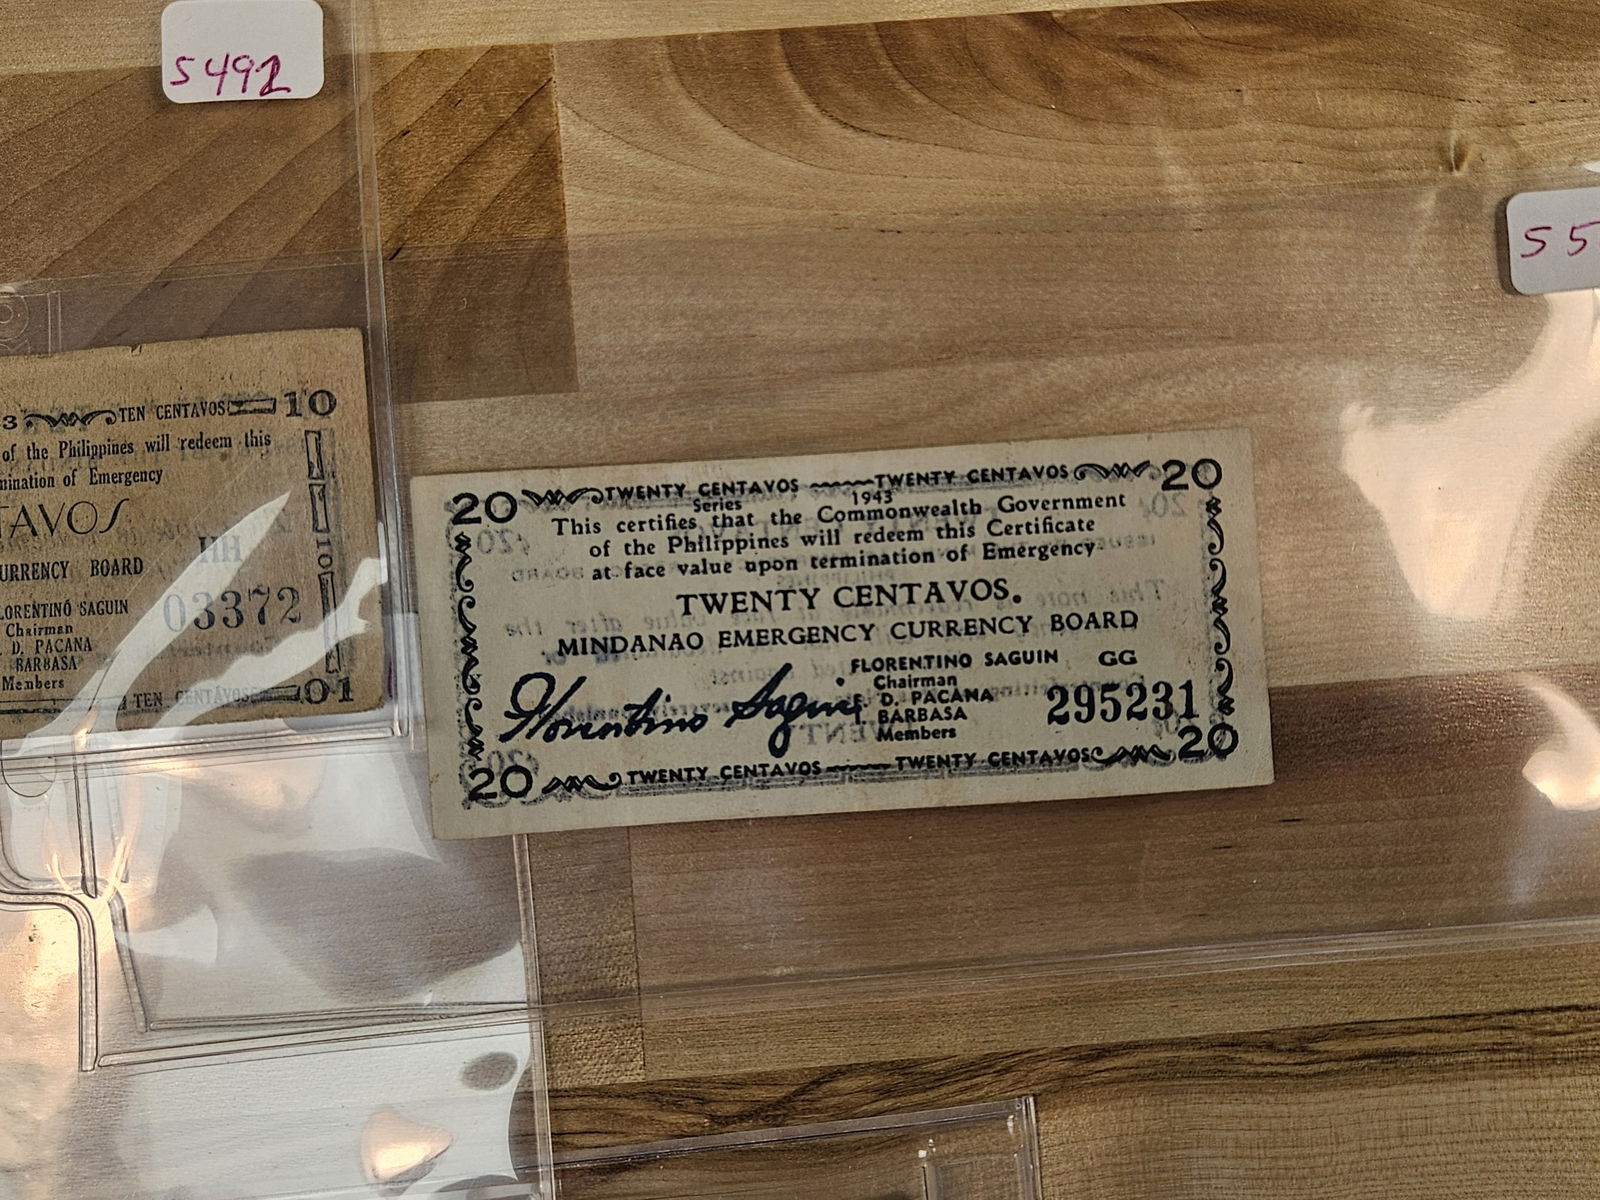 S492
S 5
3 TEN CENTAVOS 10
of the Philippines will redeem this
mination of Emergency
TAVOS
HH
URRENCY BOARD
LORENTINO SAGUIN
03372
Chairman
D. PACANA
BARBASA
Members
TEN CENTAVOS 01
10
20 TWENTY CENTAVOS TWENTY CENTAVOS 20
Series 1943
This certifies that the Commonwealth Government
of the Philippines will redeem this Certificate
at face value upon termination of Emergency
TWENTY CENTAVOS.
MINDANAO EMERGENCY CURRENCY BOARD
FLORENTINO SAGUIN GG
Chairman
Florentino Saguin
D. PACANA 295231
BARBASA
Members
20 TWENTY CENTAVOS TWENTY CENTAVOS 20